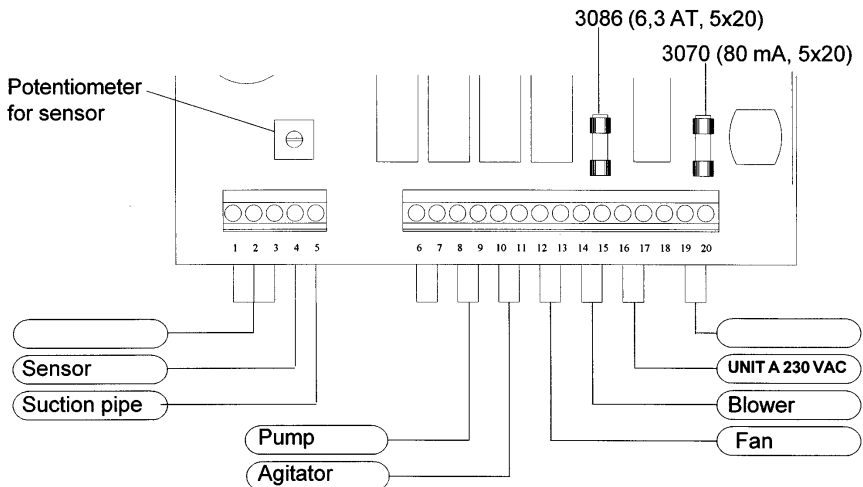 3086 (6,3 AT, 5x20)
3070 (80 mA, 5x20)
Potentiometer
for sensor
1 2 3 4 5
6 7 8 9 10 11 12 13 14 15 16 17 18 19 20
Sensor
UNIT A 230 VAC
Suction pipe
Blower
Pump
Fan
Agitator